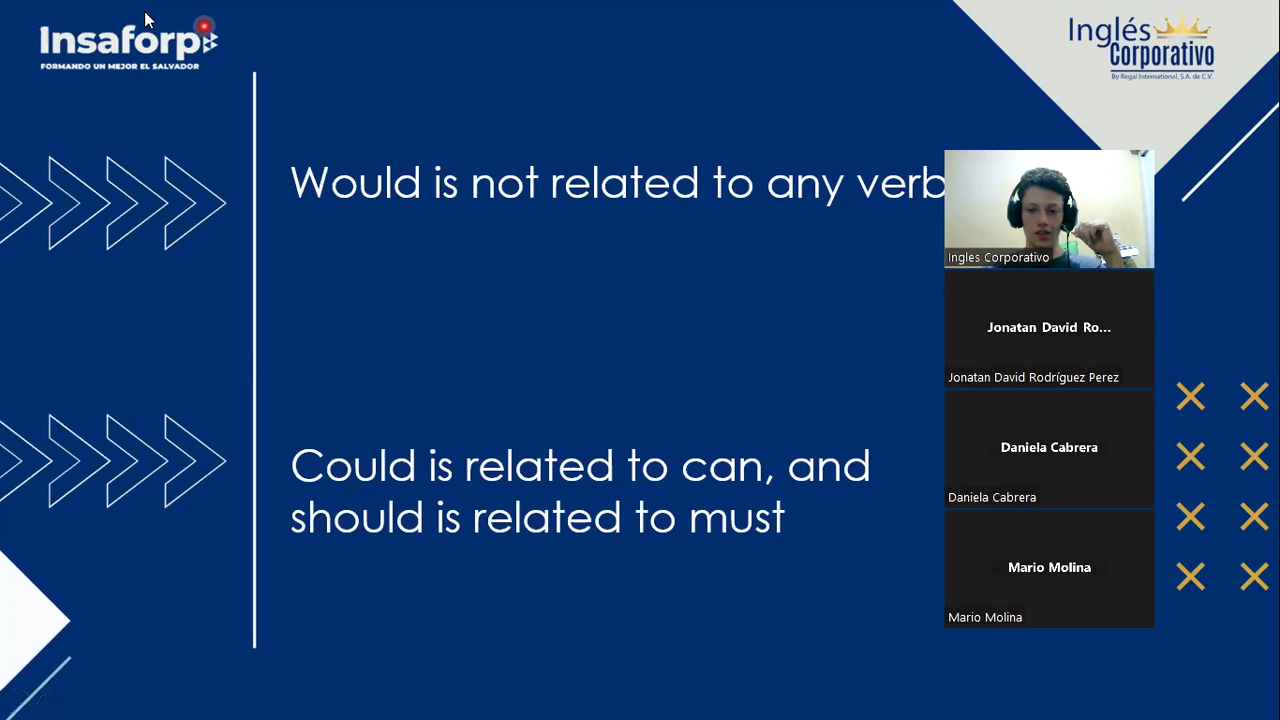 Insaforp
FORMANDO UN MEJOR EL SALVADOR
Inglés
Corporativo
By Regal International, S.A. de C.V.
Would is not related to any verb
Ingles Corporativo
Jonatan David Ro...
Jonatan David Rodríguez Perez
Could is related to can, and
should is related to must
Daniela Cabrera
Daniela Cabrera
Mario Molina
Mario Molina